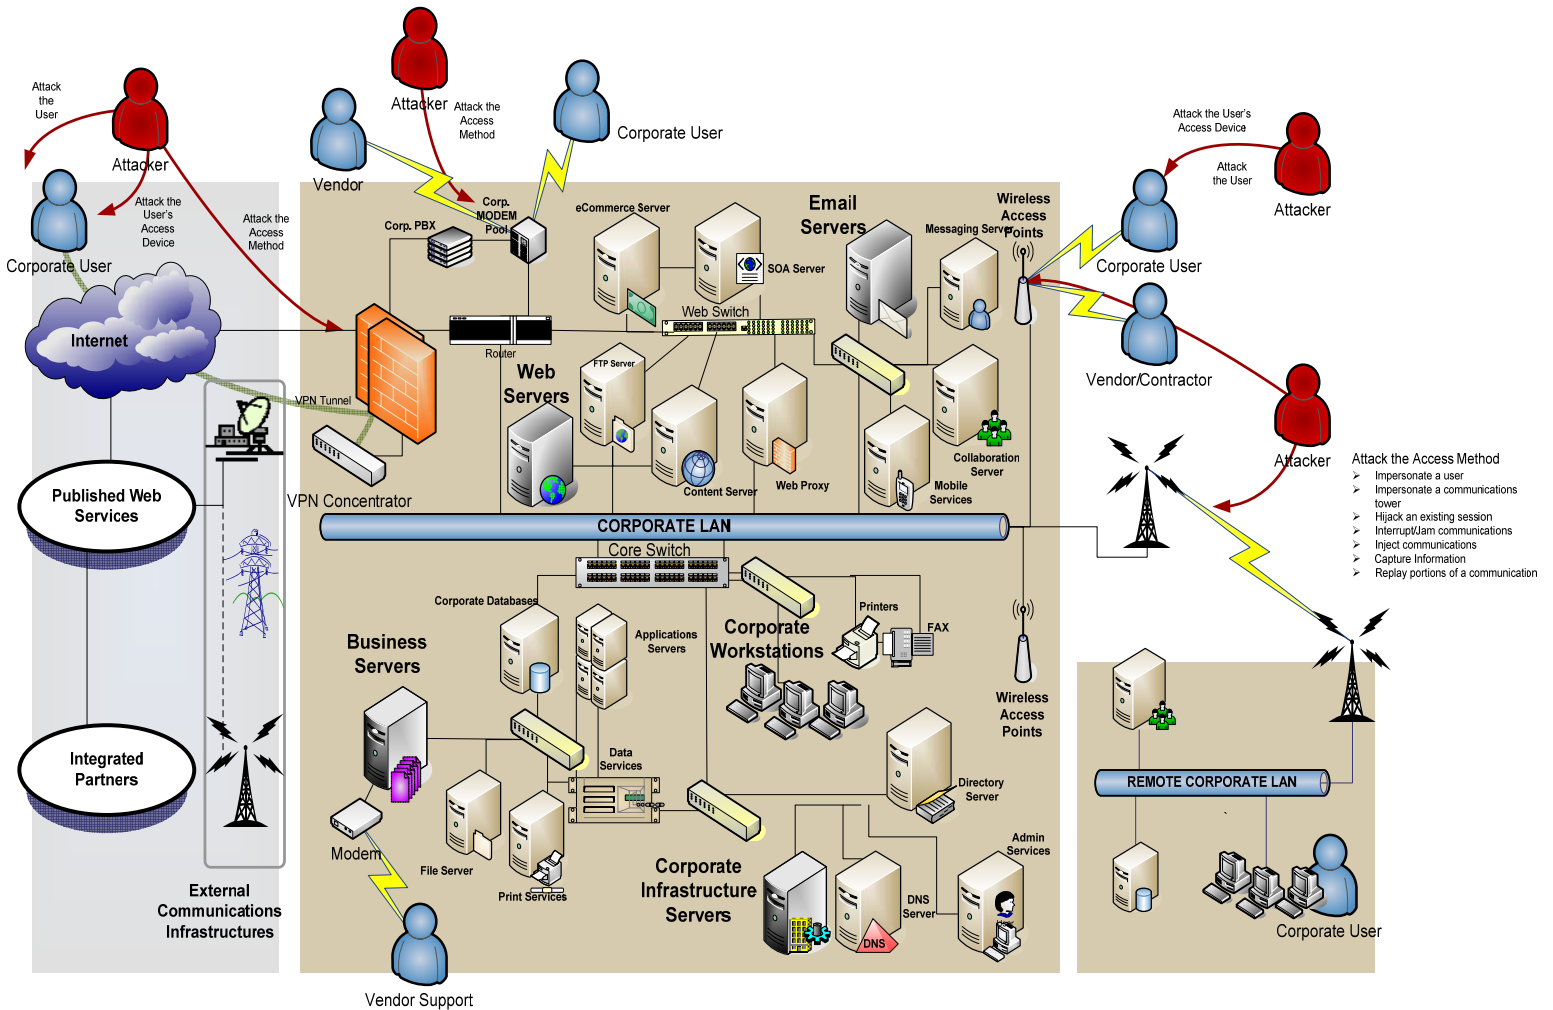 Attack
the
User
Attacker
Corporate User
Attack the
User's
Access
Device
Attack the
Access
Method
Internet
VPN Tunnel
VPN Concentrator
Published Web
Services
Integrated
Partners
External
Communications
Infrastructures
Attacker
Attack the
Access
Method
Vendor
Corporate User
Corp. PBX
Corp.
MODEM
Pool
Router
eCommerce Server
SOA Server
Web Switch
Web
Servers
FTP Server
Content Server
Web Proxy
Email
Servers
Messaging Server
Collaboration
Server
Mobile
Services
Wireless
Access
Points
CORPORATE LAN
Core Switch
Corporate Databases
Applications
Servers
Business
Servers
Corporate
Workstations
Printers
FAX
Wireless
Access
Points
Data
Services
Modem
File Server
Print Services
Vendor Support
Corporate
Infrastructure
Servers
Directory
Server
DNS
Server
DNS
Admin
Services
Attack the User's
Access Device
Attack
the User
Attacker
Corporate User
Vendor/Contractor
Attacker
Attack the Access Method
Impersonate a user
Impersonate a communications
tower
Hijack an existing session
Interrupt/Jam communications
Inject communications
Capture Information
Replay portions of a communication
REMOTE CORPORATE LAN
Corporate User